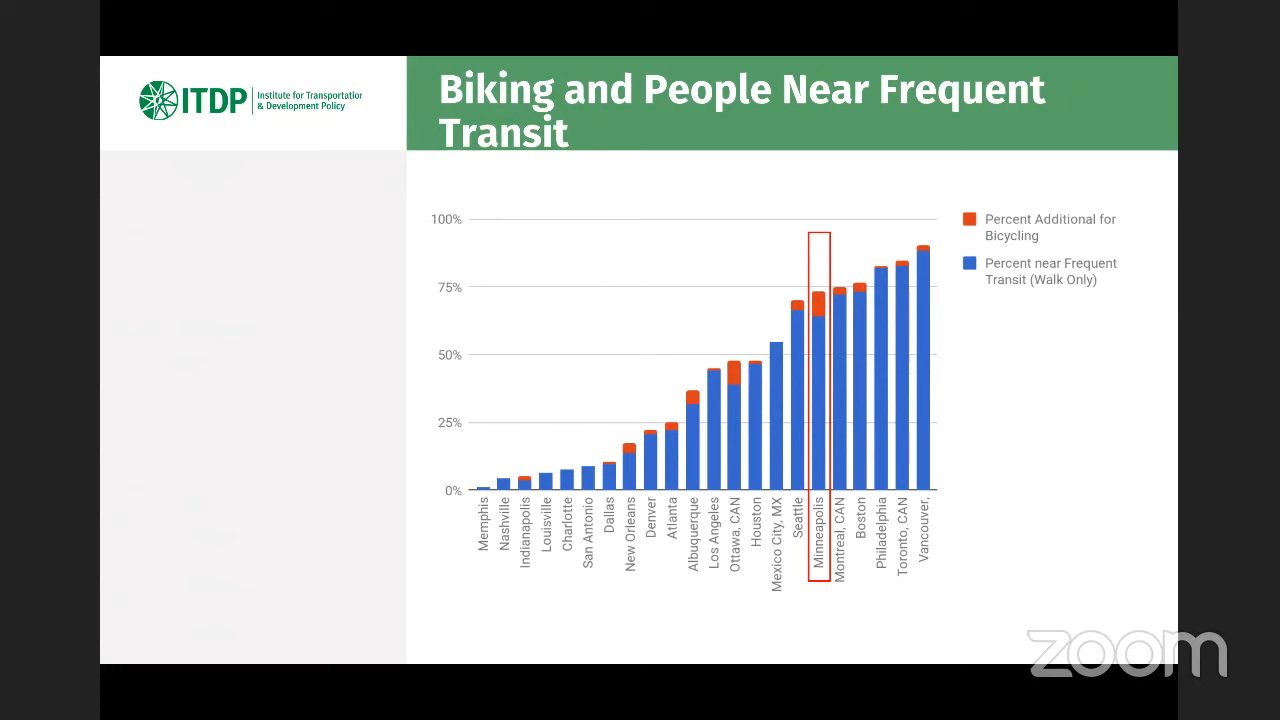 ITDP
Institute for Transportation
& Development Policy
Biking and People Near Frequent
Transit
100%
75%
50%
25%
0%
Memphis
Nashville
Indianapolis
Louisville
Charlotte
San Antonio
Dallas
New Orleans
Denver
Atlanta
Albuquerque
Los Angeles
Ottawa, CAN
Houston
Mexico City, MX
Seattle
Minneapolis
Montreal, CAN
Boston
Philadelphia
Toronto, CAN
Vancouver,
Percent Additional for
Bicycling
Percent near Frequent
Transit (Walk Only)
zoom